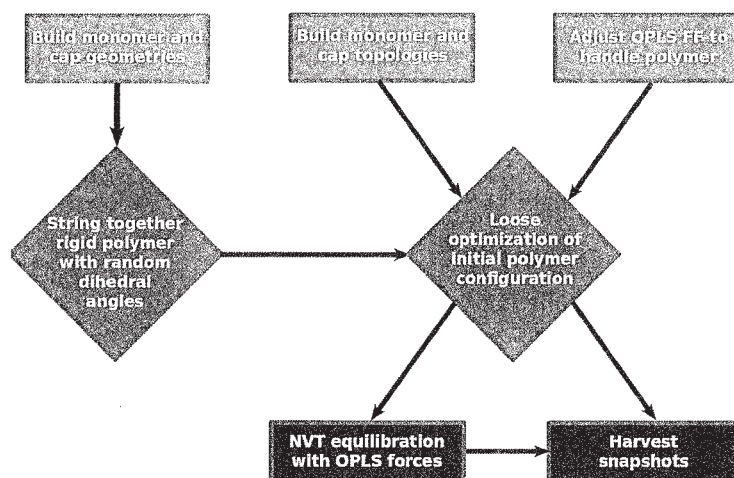 Build monomer and
cap geometries
Build monomer and
cap topologies
Adjust OPLS FF to
handle polymer
String together
rigid polymer
with random
dihedral
angles
Loose
optimization of
initial polymer
configuration
NVT equilibration
with OPLS forces
Harvest
snapshots